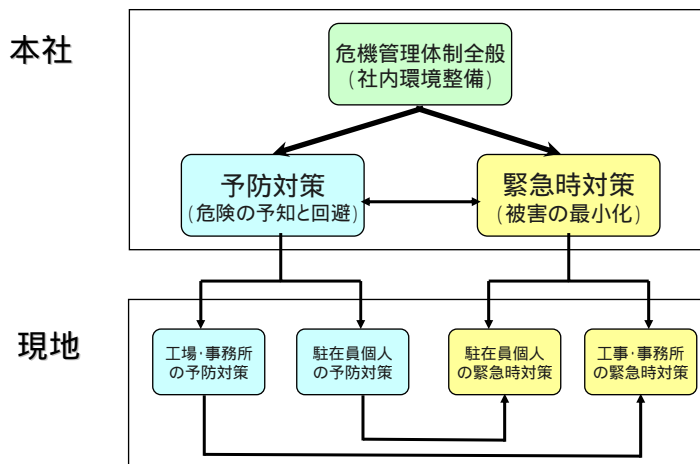 本社
危機管理体制全般
(社内環境整備)
予防対策
(危険の予知と回避)
緊急時対策
(被害の最小化)
現地
工場・事務所
の予防対策
駐在員個人
の予防対策
駐在員個人
の緊急時対策
工事・事務所
の緊急時対策